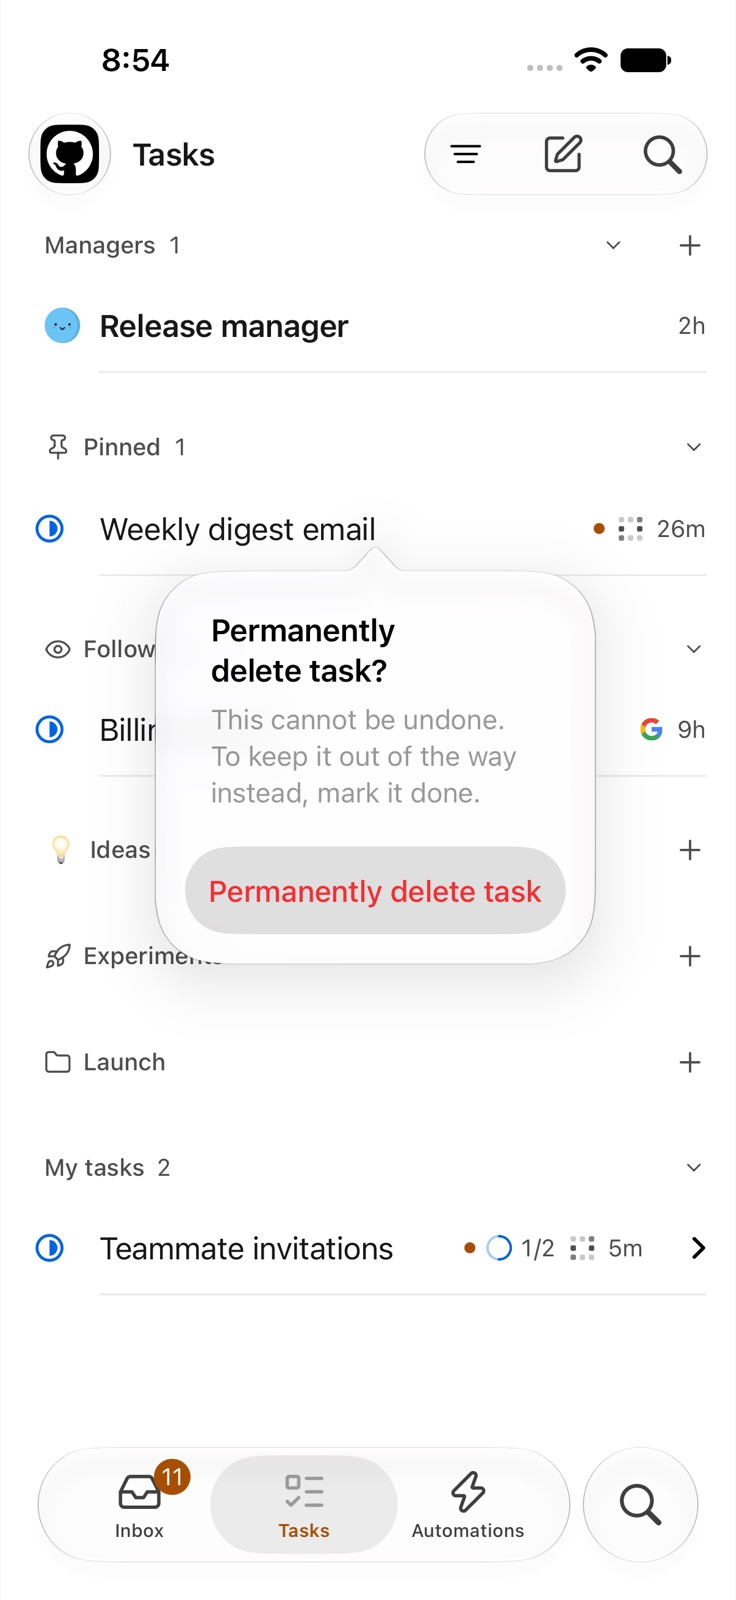 8:54
Tasks
Managers 1
Release manager 2h
Pinned 1
Weekly digest email 26m
Permanently
delete task?
This cannot be undone.
To keep it out of the way
instead, mark it done.
Permanently delete task
Follow
9h
Ideas
Launch
My tasks 2
Teammate invitations 1/2 5m
11
Inbox
Tasks
Automations